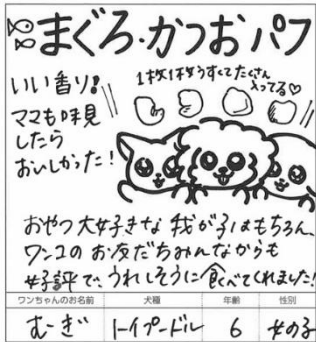 まぐろ・かつおパフ
いい香り!
ママも味見
したら
おいしかった!
1枚1枚うすくてたくさん
入ってる♡
おやつ大好きな我が子はもちろん、
ワンコのお友だちみんなからも
好評で、うれしそうに食べてくれました!
ワンちゃんのお名前 犬種 年齢 性別
むぎ トイプードル 6 女の子